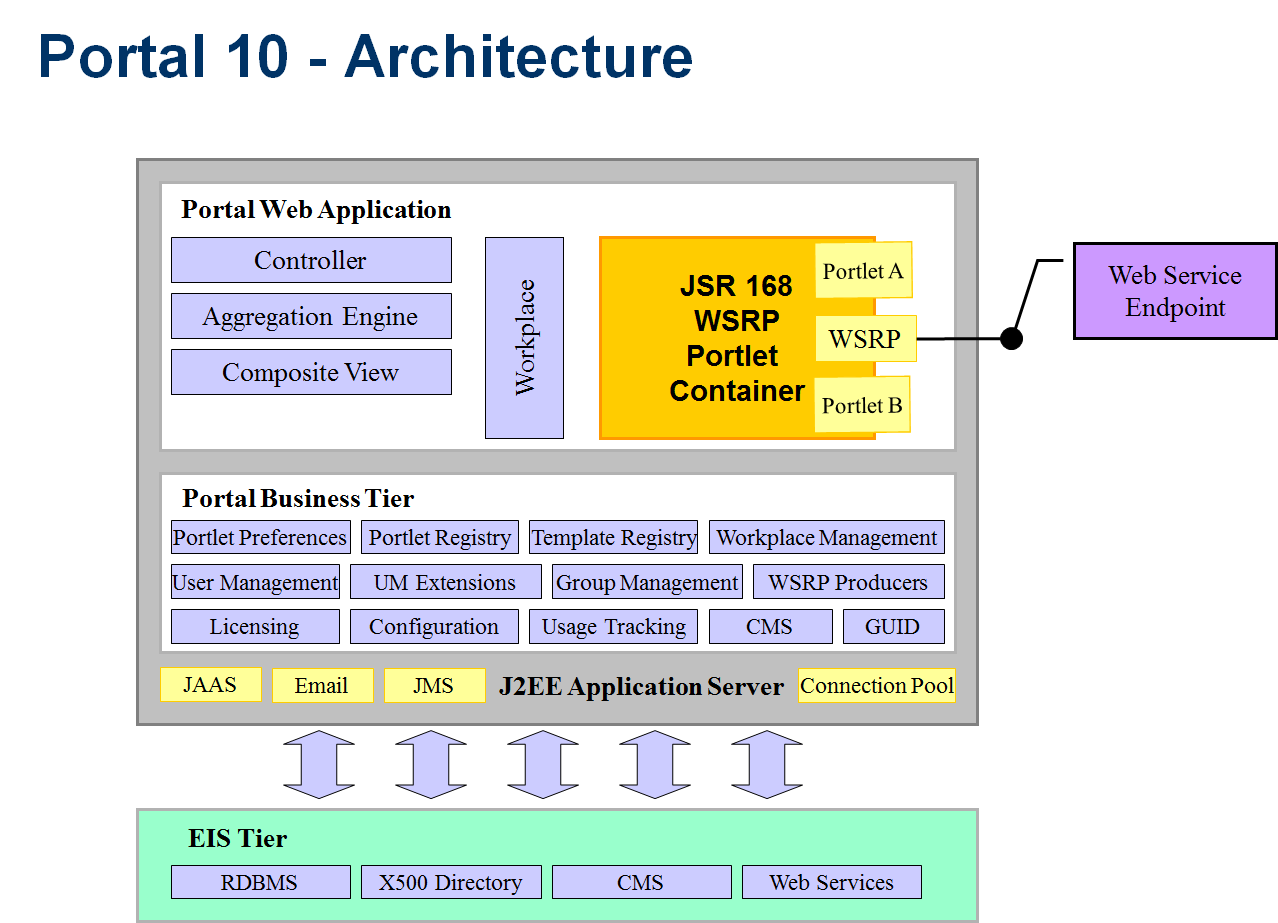 Portal 10 - Architecture
Portal Web Application
Controller
Aggregation Engine
Composite View
Workplace
JSR 168
WSRP
Portlet
Container
Portlet A
WSRP
Portlet B
Web Service
Endpoint
Portal Business Tier
Portlet Preferences
Portlet Registry
Template Registry
Workplace Management
User Management
UM Extensions
Group Management
WSRP Producers
Licensing
Configuration
Usage Tracking
CMS
GUID
JAAS
Email
JMS
J2EE Application Server
Connection Pool
EIS Tier
RDBMS
X500 Directory
CMS
Web Services